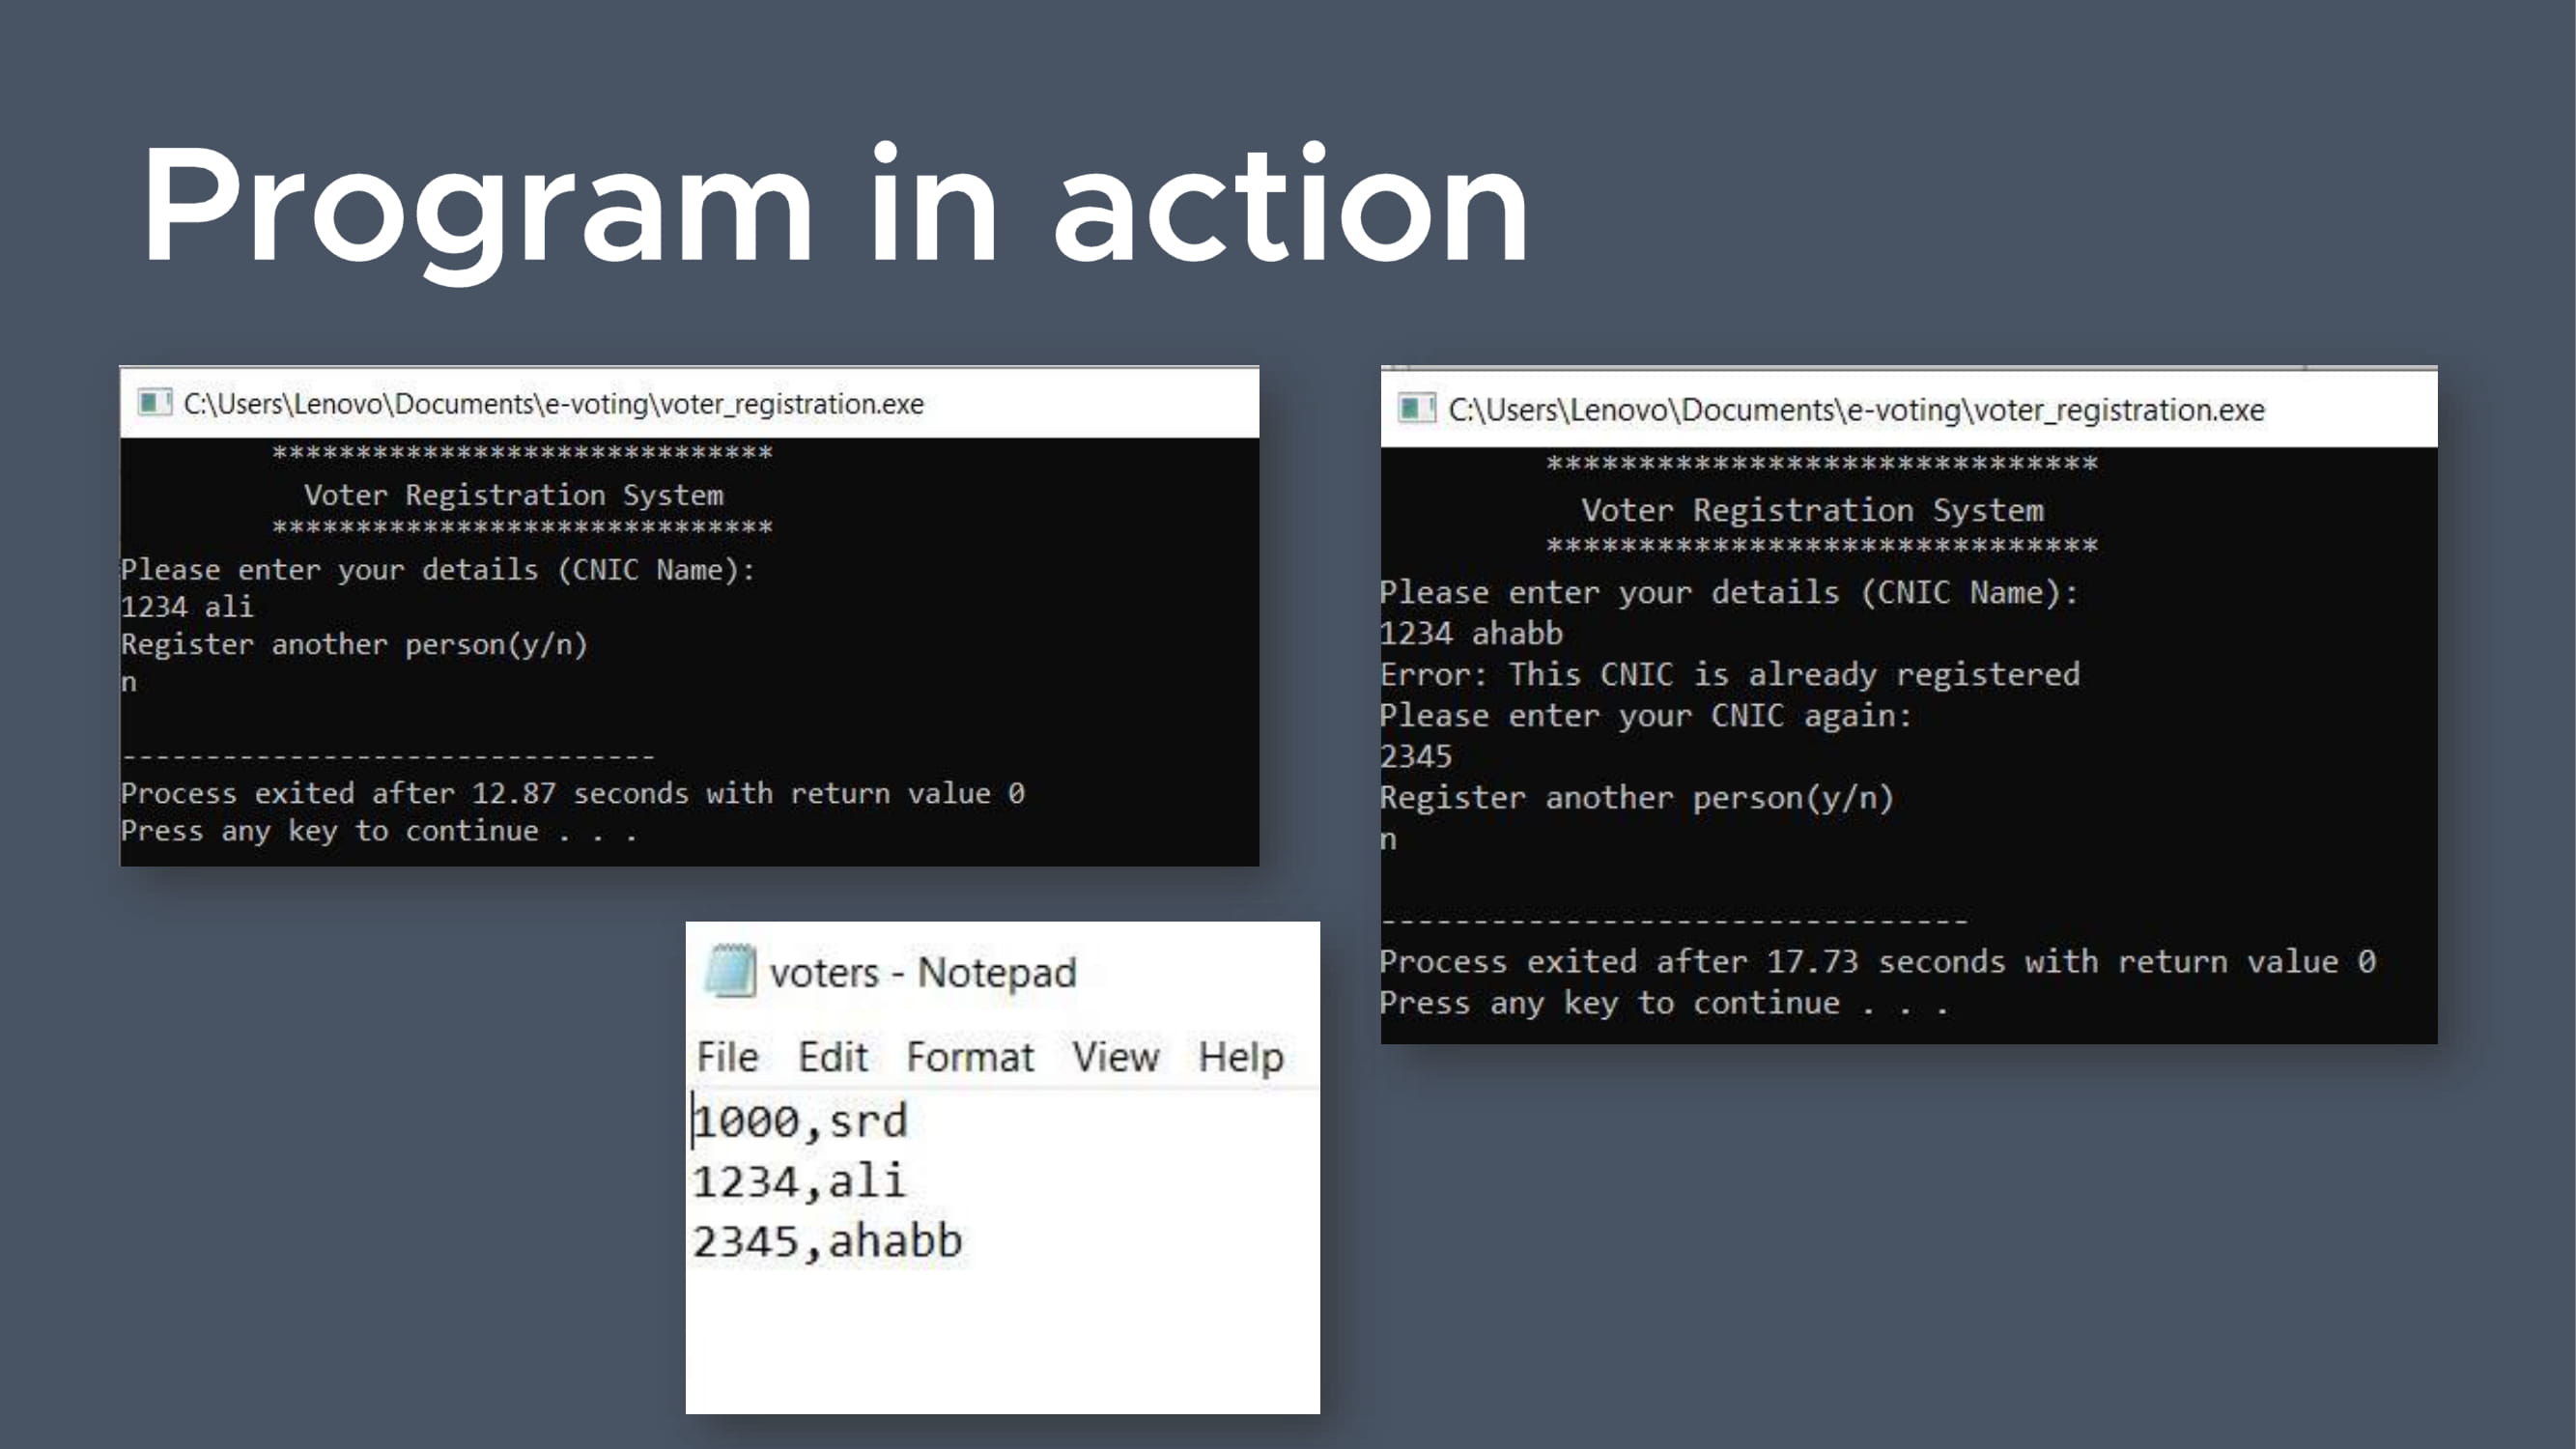 Program in action
C:\Users\Lenovo\Documents\e-voting\voter_registration.exe
******************************
Voter Registration System
******************************
Please enter your details (CNIC Name):
1234 ali
Register another person(y/n)
n
--------------------------------
Process exited after 12.87 seconds with return value 0
Press any key to continue . . .
C:\Users\Lenovo\Documents\e-voting\voter_registration.exe
******************************
Voter Registration System
******************************
Please enter your details (CNIC Name):
1234 ahabb
Error: This CNIC is already registered
Please enter your CNIC again:
2345
Register another person(y/n)
n
--------------------------------
Process exited after 17.73 seconds with return value 0
Press any key to continue . . .
voters - Notepad
File Edit Format View Help
1000,srd
1234,ali
2345,ahabb